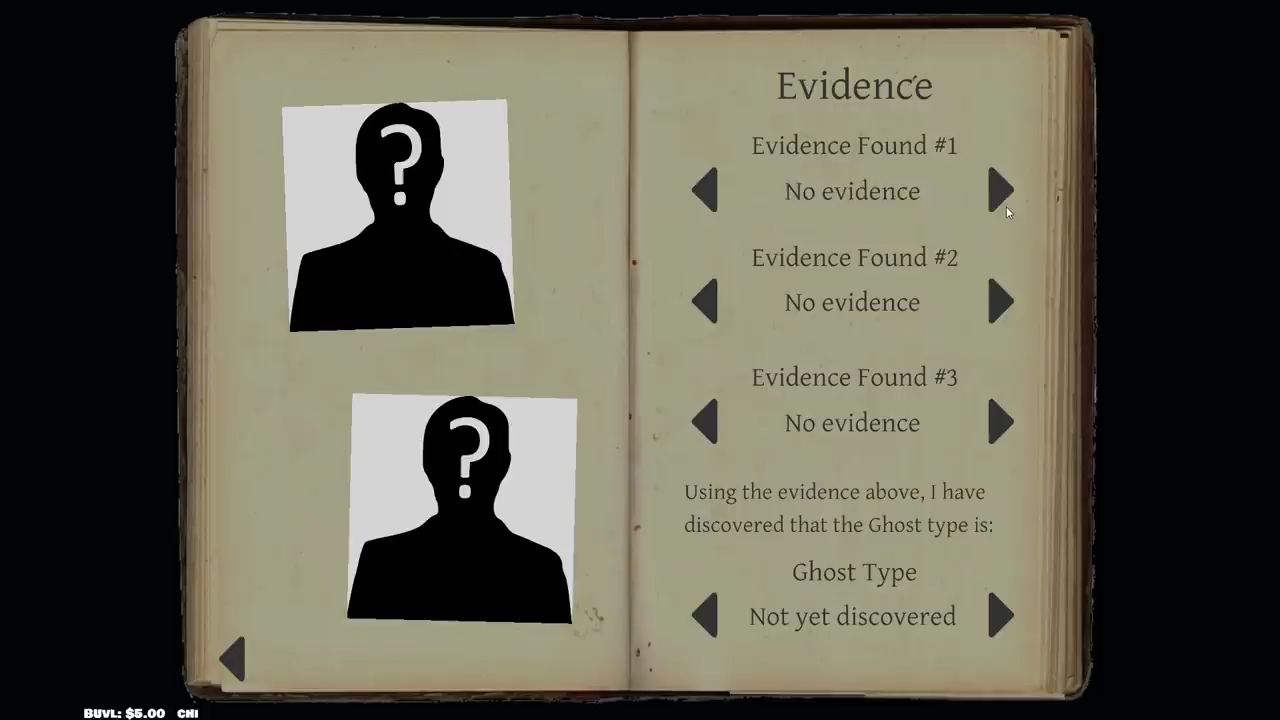 ?
?
Evidence
Evidence Found #1
No evidence
Evidence Found #2
No evidence
Evidence Found #3
No evidence
Using the evidence above, I have
discovered that the Ghost type is:
Ghost Type
Not yet discovered
BUVL: $5.00 CHI